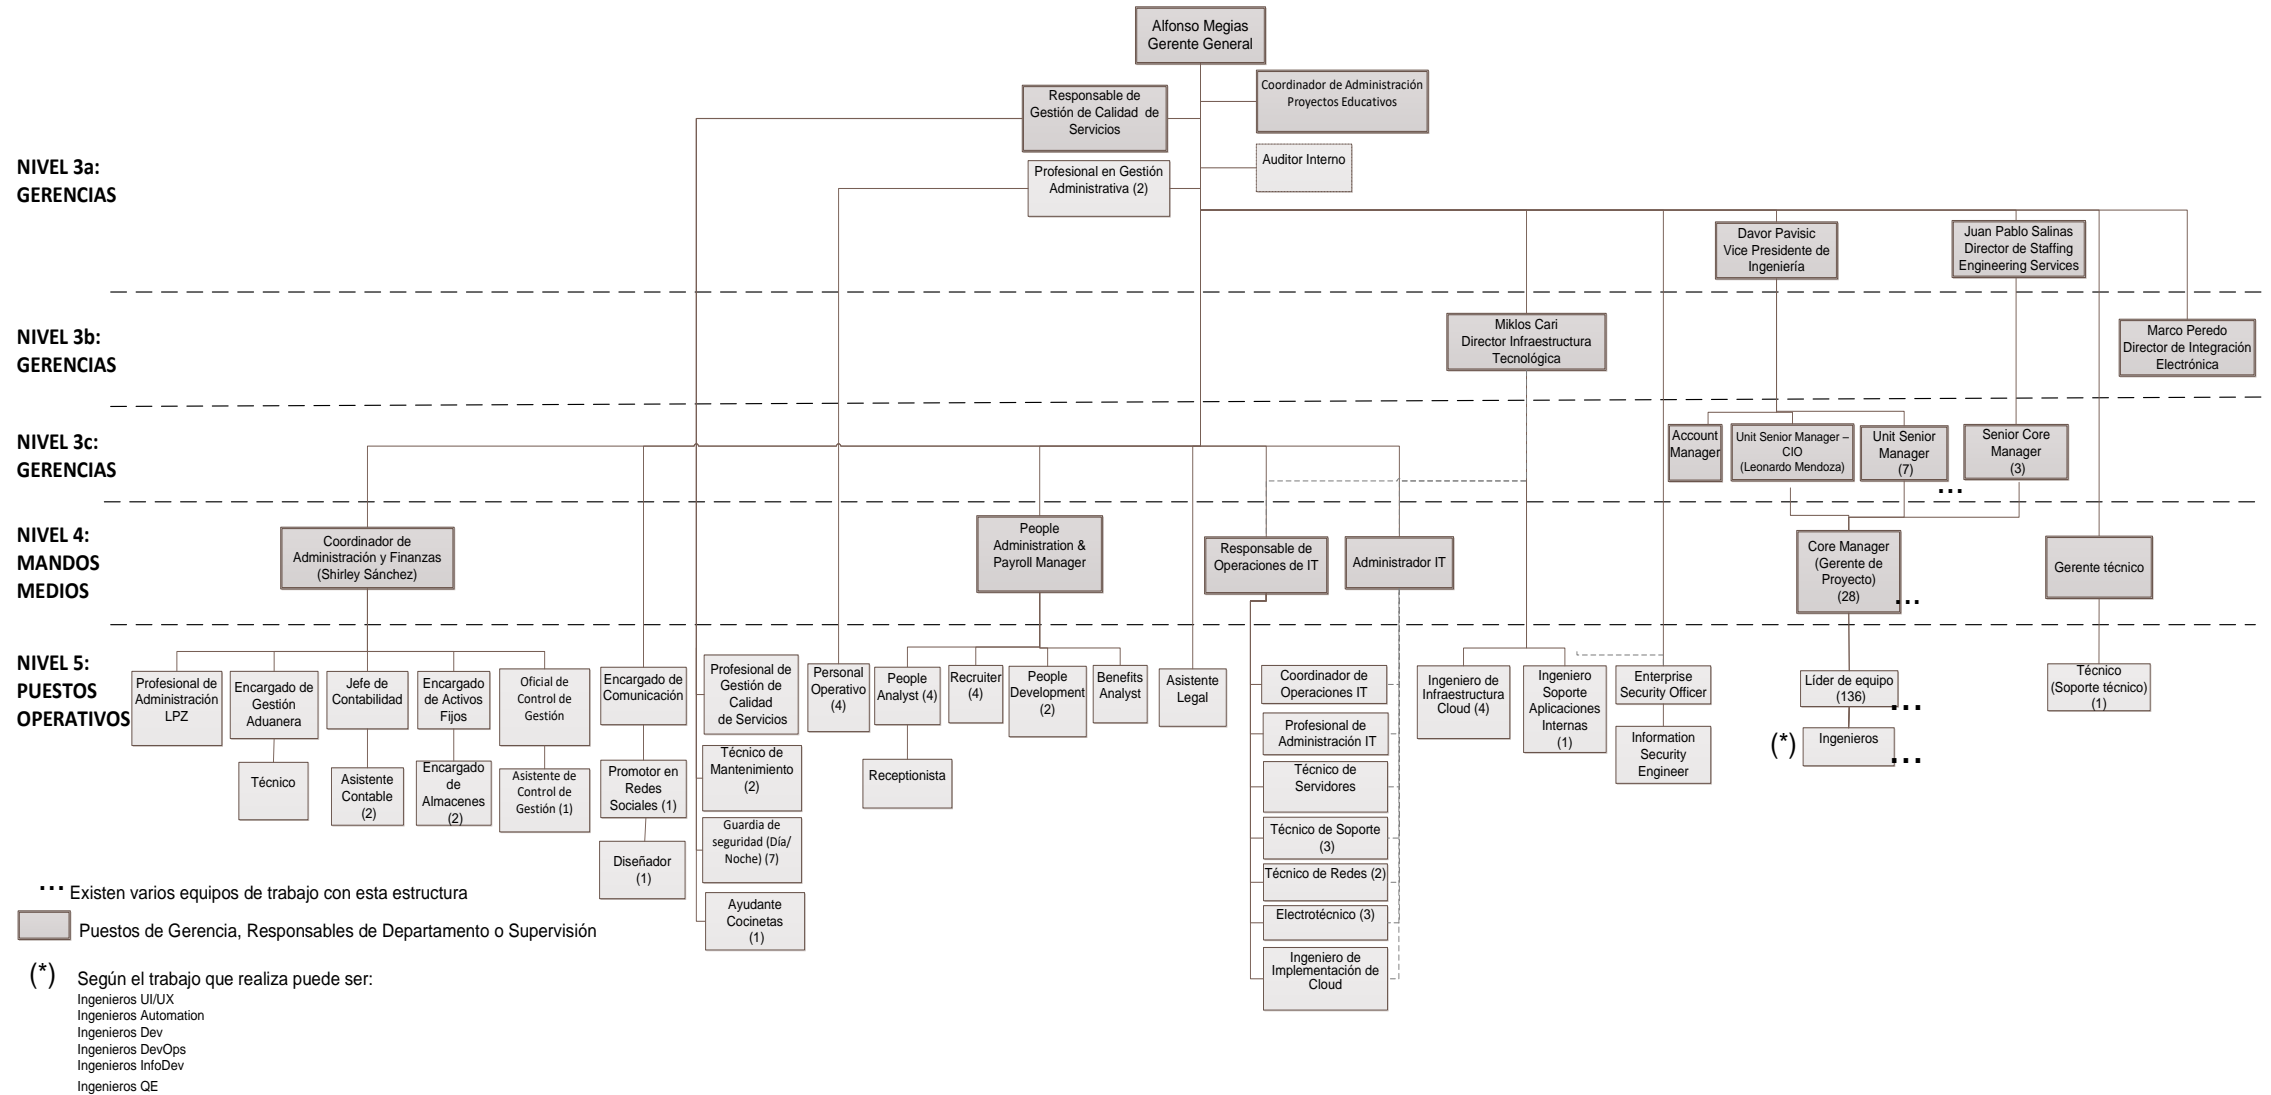 Alfonso Megias
Gerente General
Coordinador de Administración
Proyectos Educativos
Responsable de
Gestión de Calidad de
Servicios
Auditor Interno
Profesional en Gestión
Administrativa (2)
NIVEL 3a:
GERENCIAS
Davor Pavisic
Vice Presidente de
Ingeniería
Juan Pablo Salinas
Director de Staffing
Engineering Services
NIVEL 3b:
GERENCIAS
Miklos Cari
Director Infraestructura
Tecnológica
Marco Peredo
Director de Integración
Electrónica
NIVEL 3c:
GERENCIAS
Account
Manager
Unit Senior Manager –
CIO
(Leonardo Mendoza)
Unit Senior
Manager
(7)
...
Senior Core
Manager
(3)
NIVEL 4:
MANDOS
MEDIOS
Coordinador de
Administración y Finanzas
(Shirley Sánchez)
People
Administration &
Payroll Manager
Responsable de
Operaciones de IT
Administrador IT
Core Manager
(Gerente de
Proyecto)
(28)
...
Gerente técnico
NIVEL 5:
PUESTOS
OPERATIVOS
Profesional de
Administración
LPZ
Encargado de
Gestión
Aduanera
Jefe de
Contabilidad
Encargado
de Activos
Fijos
Oficial de
Control de
Gestión
Encargado de
Comunicación
Profesional de
Gestión de
Calidad
de Servicios
Personal
Operativo
(4)
People
Analyst (4)
Recruiter
(4)
People
Development
(2)
Benefits
Analyst
Asistente
Legal
Coordinador de
Operaciones IT
Ingeniero de
Infraestructura
Cloud (4)
Ingeniero
Soporte
Aplicaciones
Internas
(1)
Enterprise
Security Officer
Líder de equipo
(136)
...
Técnico
(Soporte técnico)
(1)
Técnico
Asistente
Contable
(2)
Encargado
de
Almacenes
(2)
Asistente de
Control de
Gestión (1)
Promotor en
Redes
Sociales (1)
Técnico de
Mantenimiento
(2)
Receptionista
Profesional de
Administración IT
Information
Security
Engineer
(*)
Ingenieros
...
Técnico de
Servidores
Diseñador
(1)
Guardia de
seguridad (Día/
Noche) (7)
Técnico de Soporte
(3)
Técnico de Redes (2)
Ayudante
Cocinetas
(1)
Electrotécnico (3)
Ingeniero de
Implementación de
Cloud
... Existen varios equipos de trabajo con esta estructura
Puestos de Gerencia, Responsables de Departamento o Supervisión
(*) Según el trabajo que realiza puede ser:
Ingenieros UI/UX
Ingenieros Automation
Ingenieros Dev
Ingenieros DevOps
Ingenieros InfoDev
Ingenieros QE